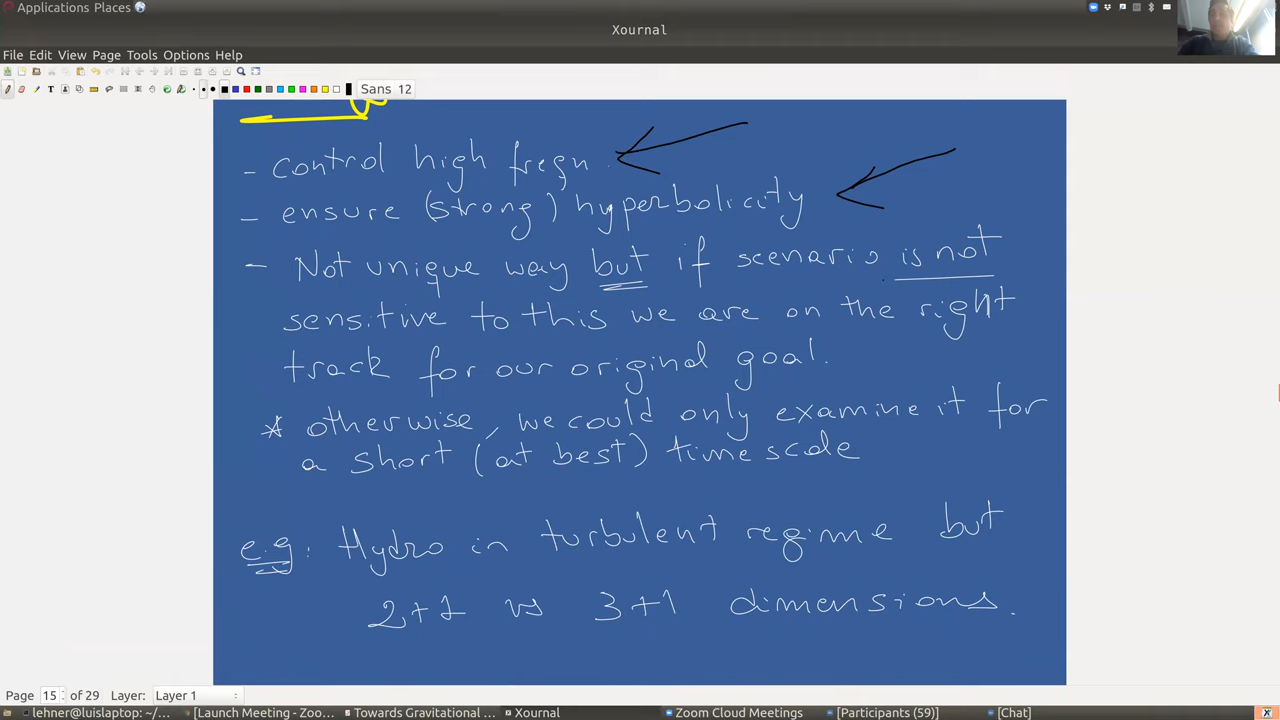 Applications Places
Xournal
File Edit View Page Tools Options Help
Sans 12
- control high freqn.
- ensure (strong) hyperbolicity
- Not unique way but if scenario is not
sensitive to this we are on the right
track for our original goal.
* otherwise, we could only examine it for
a short (at best) timescale
e.g. Hydro in turbulent regime but
2+1 vs 3+1 dimensions.
Page 15 of 29 Layer: Layer 1
lehner@luislaptop: ~/... [Launch Meeting - Zoo... Towards Gravitational ... Xournal Zoom Cloud Meetings [Participants (59)] [Chat]